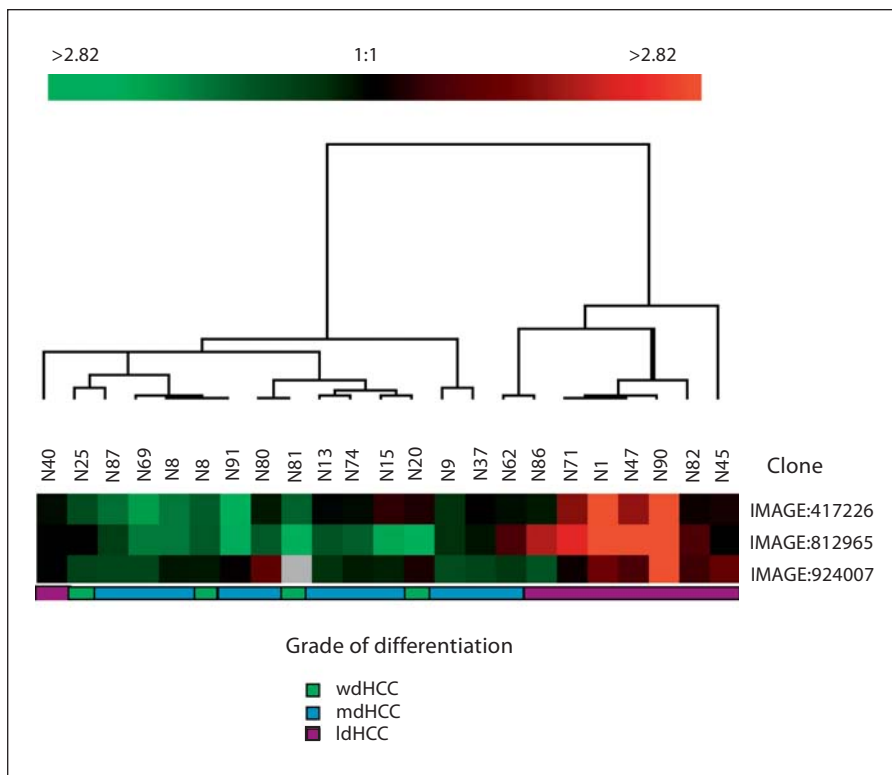 >2.82 1:1 >2.82
N40 N25 N87 N69 N8 N8 N91 N80 N81 N13 N74 N15 N20 N9 N37 N62 N86 N71 N1 N47 N90 N82 N45 Clone
IMAGE:417226
IMAGE:812965
IMAGE:924007
Grade of differentiation
wdHCC
mdHCC
ldHCC